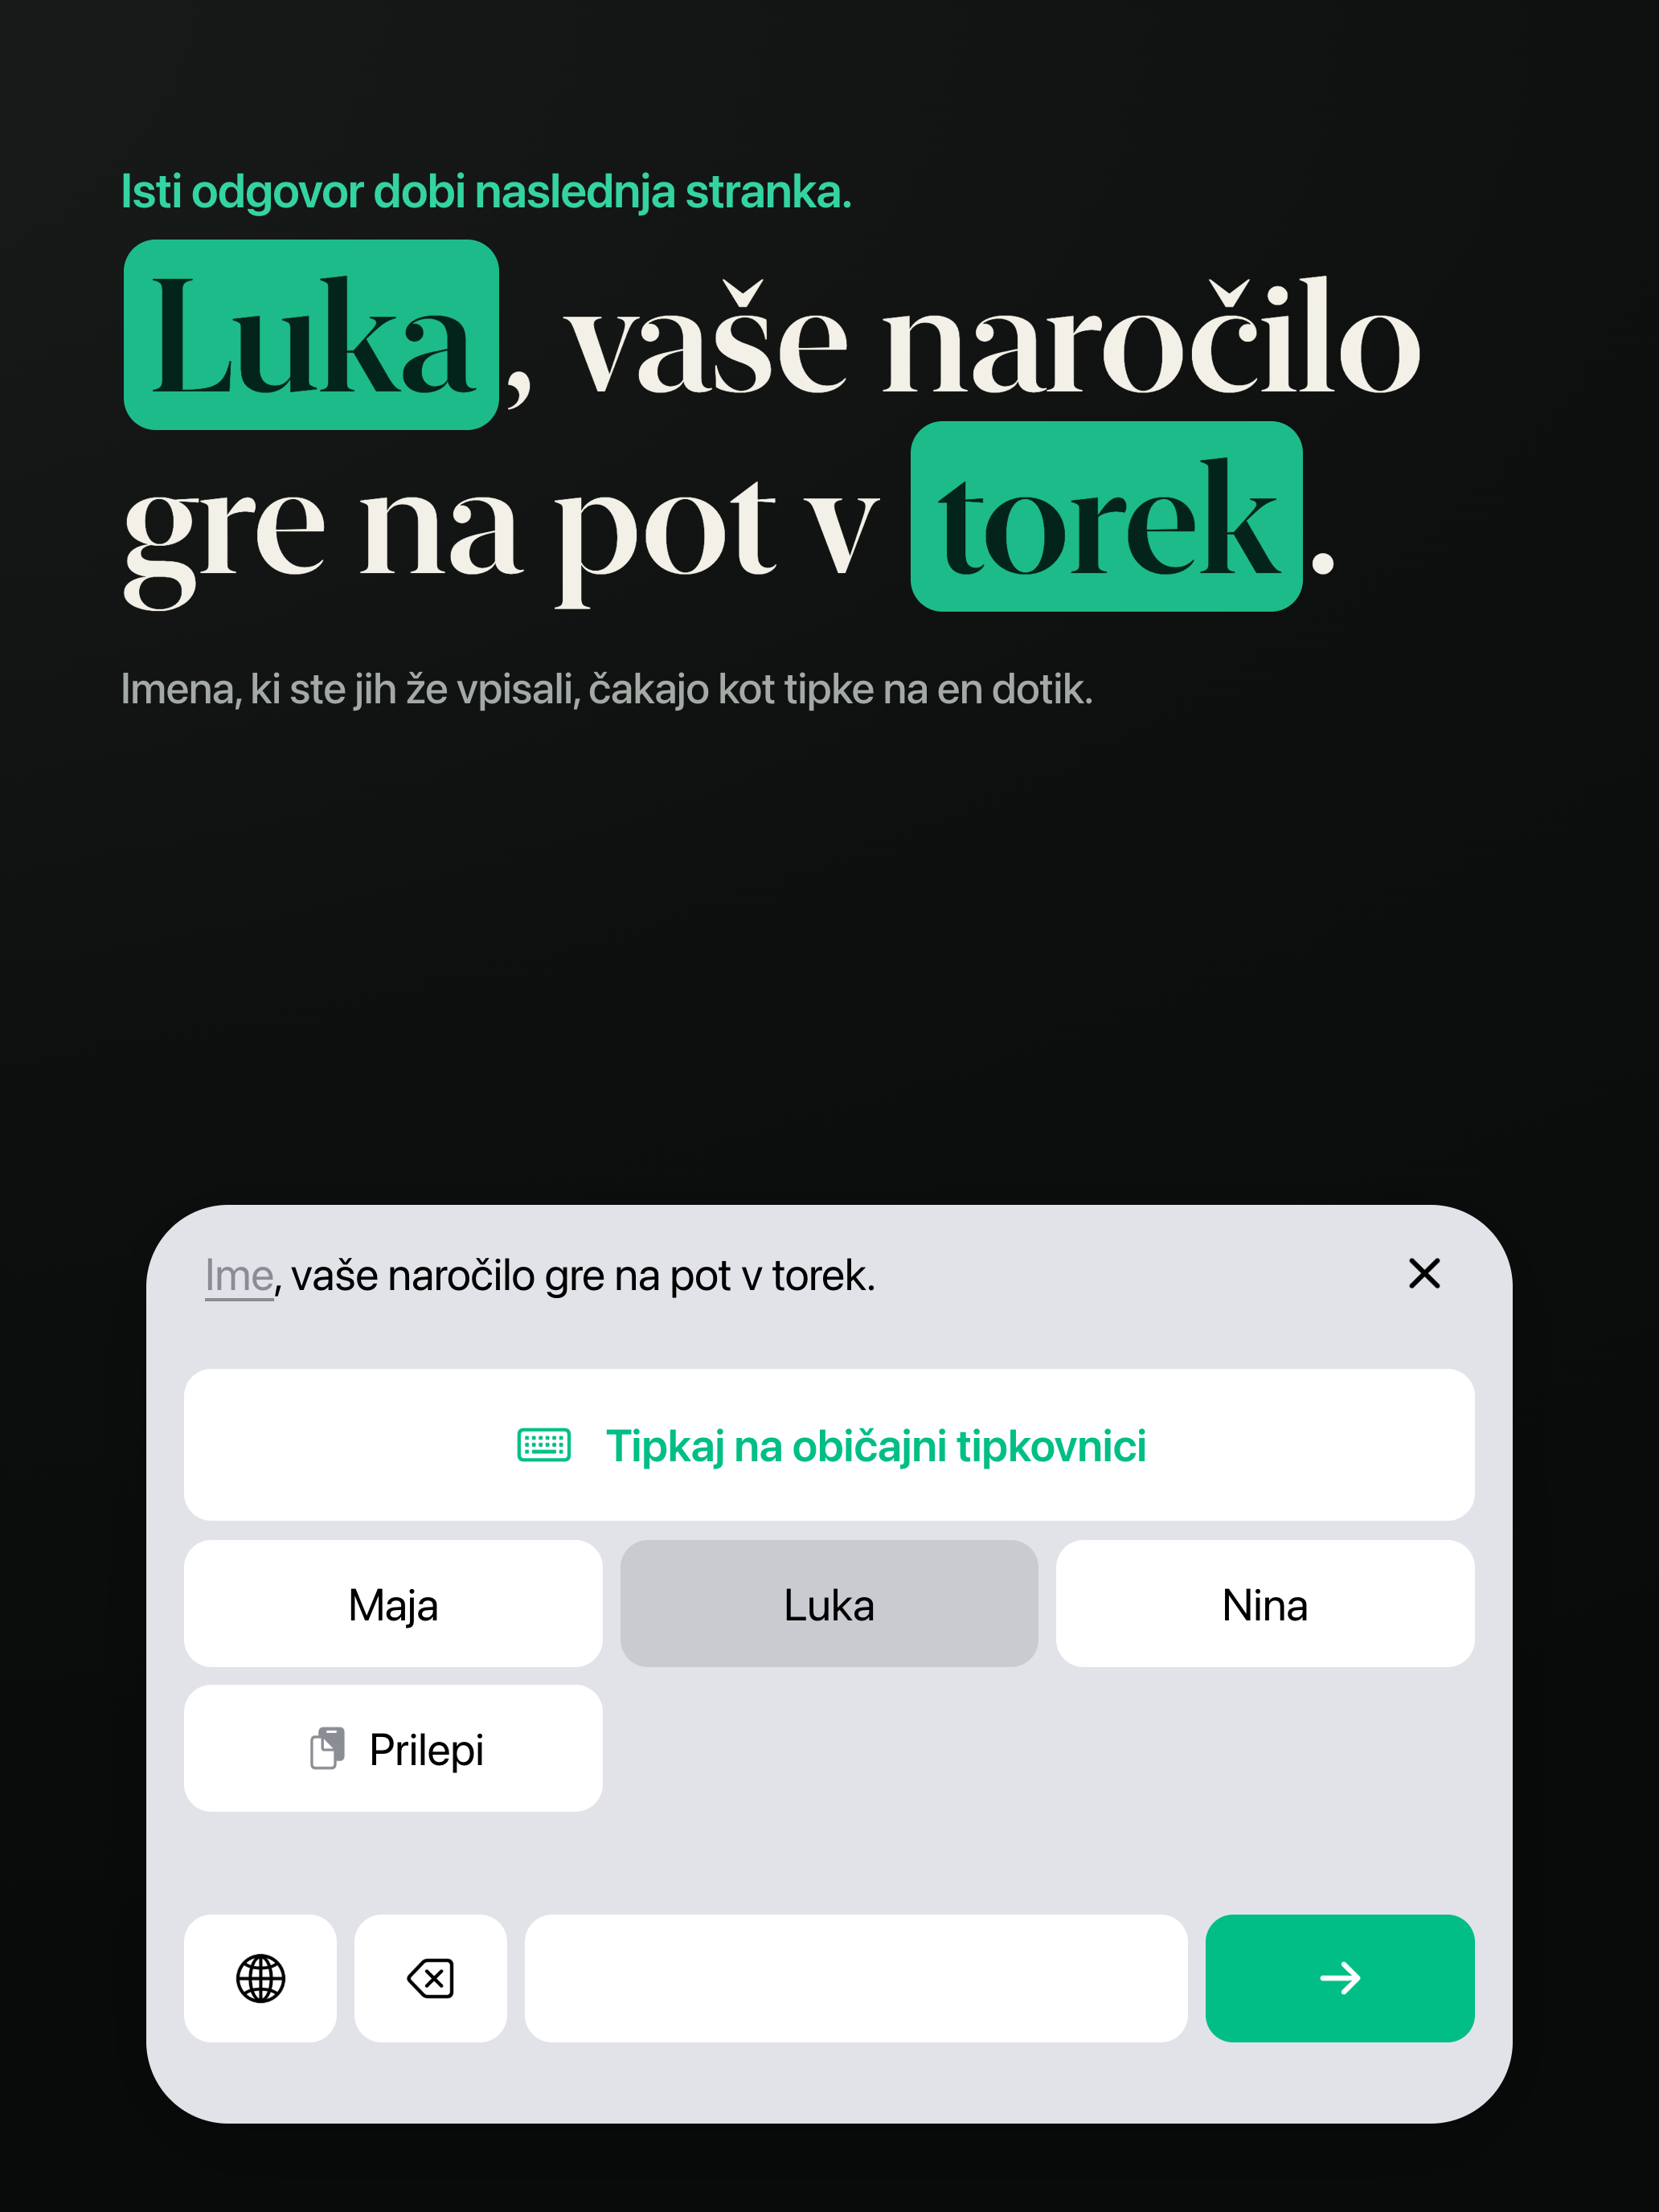 Isti odgovor dobi naslednja stranka.
Luka, vaše naročilo
gre na pot v torek.
Imena, ki ste jih že vpisali, čakajo kot tipke na en dotik.
Ime, vaše naročilo gre na pot v torek.
Tipkaj na običajni tipkovnici
Maja Luka Nina
Prilepi